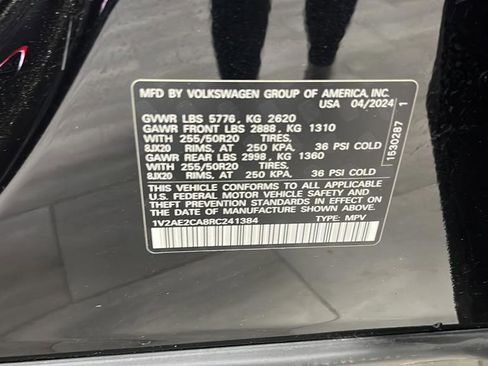 MFD BY VOLKSWAGEN GROUP OF AMERICA, INC.
USA 04/2024
GVWR LBS 5776, KG 2620
GAWR FRONT LBS 2888, KG 1310
WITH 255/50R20 TIRES,
8JX20 RIMS, AT 250 KPA. 36 PSI COLD
GAWR REAR LBS 2998, KG 1360
WITH 255/50R20 TIRES,
8JX20 RIMS, AT 250 KPA. 36 PSI COLD
THIS VEHICLE CONFORMS TO ALL APPLICABLE
U.S. FEDERAL MOTOR VEHICLE SAFETY AND
THEFT PREVENTION STANDARDS IN EFFECT ON
THE DATE OF MANUFACTURE SHOWN ABOVE.
1V2AE2CA8RC241384 TYPE: MPV
1530287 1